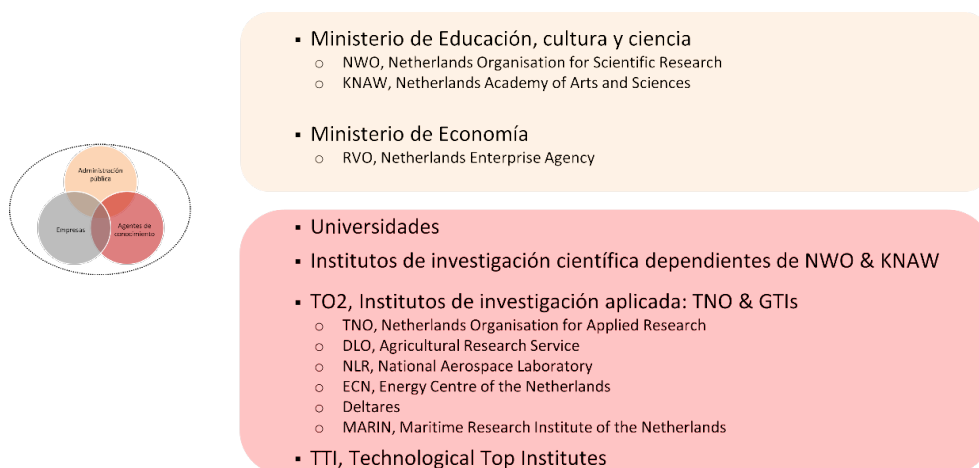 Administración
pública
Empresas
Agentes de
conocimiento
▪ Ministerio de Educación, cultura y ciencia
o NWO, Netherlands Organisation for Scientific Research
o KNAW, Netherlands Academy of Arts and Sciences
▪ Ministerio de Economía
o RVO, Netherlands Enterprise Agency
▪ Universidades
▪ Institutos de investigación científica dependientes de NWO & KNAW
▪ TO2, Institutos de investigación aplicada: TNO & GTIs
o TNO, Netherlands Organisation for Applied Research
o DLO, Agricultural Research Service
o NLR, National Aerospace Laboratory
o ECN, Energy Centre of the Netherlands
o Deltares
o MARIN, Maritime Research Institute of the Netherlands
▪ TTI, Technological Top Institutes